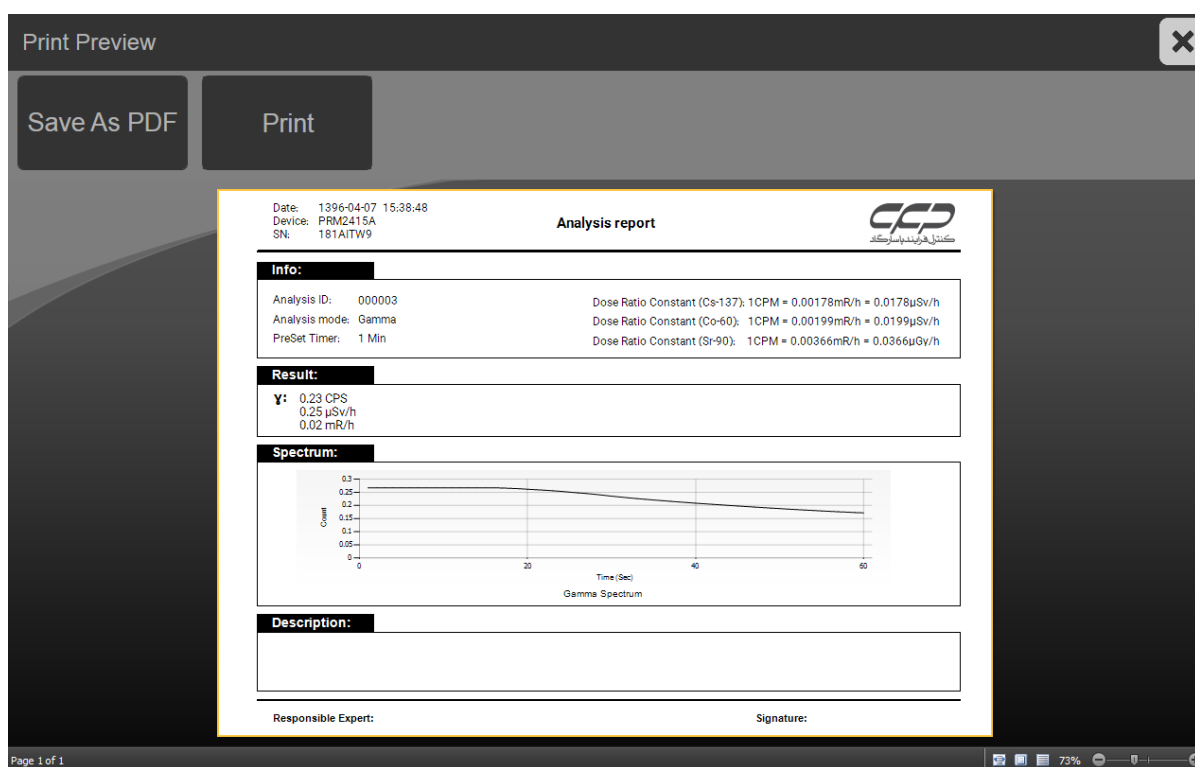 Print Preview
Save As PDF
Print
Date: 1396-04-07 15:38:48
Device: PRM2415A
SN: 181AITW9
Analysis report
کنترل فرایند پاسارگاد
Info:
Analysis ID: 000003
Analysis mode: Gamma
PreSet Timer: 1 Min
Dose Ratio Constant (Cs-137): 1CPM = 0.00178mR/h = 0.0178µSv/h
Dose Ratio Constant (Co-60): 1CPM = 0.00199mR/h = 0.0199µSv/h
Dose Ratio Constant (Sr-90): 1CPM = 0.00366mR/h = 0.0366µGy/h
Result:
Ɣ: 0.23 CPS
0.25 µSv/h
0.02 mR/h
Spectrum:
Count
0.3
0.25
0.2
0.15
0.1
0.05
0
0 20 40 60
Time (Sec)
Gamma Spectrum
Description:
Responsible Expert:
Signature:
Page 1 of 1
73%